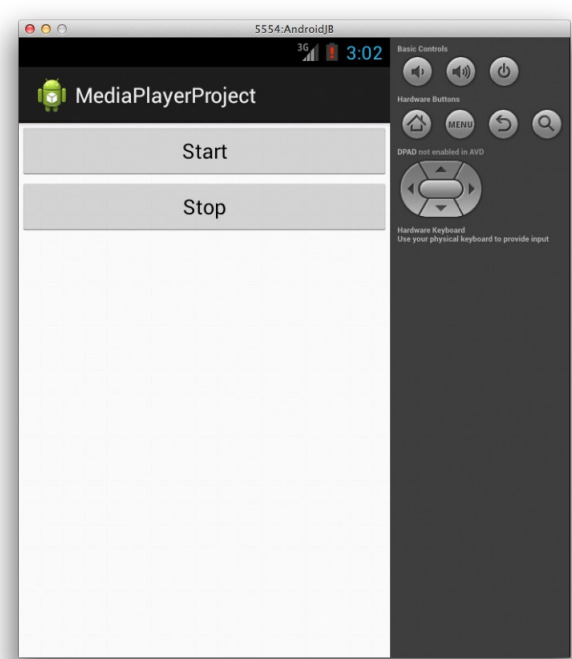 5554:AndroidJB
3G 3:02
MediaPlayerProject
Start
Stop
Basic Controls
Hardware Buttons
MENU
DPAD not enabled in AVD
Hardware Keyboard
Use your physical keyboard to provide input